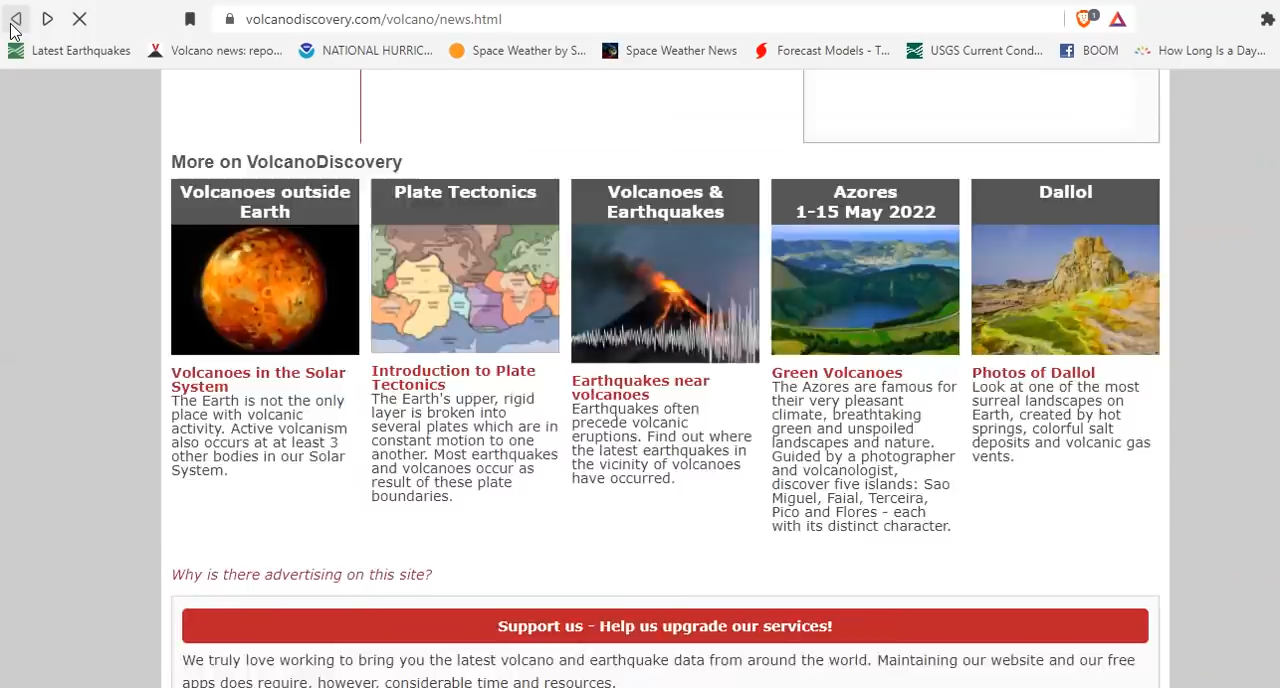 volcanodiscovery.com/volcano/news.html
1
Latest Earthquakes
Volcano news: repo...
NATIONAL HURRIC...
Space Weather by S...
Space Weather News
Forecast Models - T...
USGS Current Cond...
BOOM
How Long Is a Day...
More on VolcanoDiscovery
Volcanoes outside
Earth
Volcanoes in the Solar
System
The Earth is not the only
place with volcanic
activity. Active volcanism
also occurs at at least 3
other bodies in our Solar
System.
Plate Tectonics
Introduction to Plate
Tectonics
The Earth's upper, rigid
layer is broken into
several plates which are in
constant motion to one
another. Most earthquakes
and volcanoes occur as
result of these plate
boundaries.
Volcanoes &
Earthquakes
Earthquakes near
volcanoes
Earthquakes often
precede volcanic
eruptions. Find out where
the latest earthquakes in
the vicinity of volcanoes
have occurred.
Azores
1-15 May 2022
Green Volcanoes
The Azores are famous for
their very pleasant
climate, breathtaking
green and unspoiled
landscapes and nature.
Guided by a photographer
and volcanologist,
discover five islands: Sao
Miguel, Faial, Terceira,
Pico and Flores - each
with its distinct character.
Dallol
Photos of Dallol
Look at one of the most
surreal landscapes on
Earth, created by hot
springs, colorful salt
deposits and volcanic gas
vents.
Why is there advertising on this site?
Support us - Help us upgrade our services!
We truly love working to bring you the latest volcano and earthquake data from around the world. Maintaining our website and our free
apps does require, however, considerable time and resources.